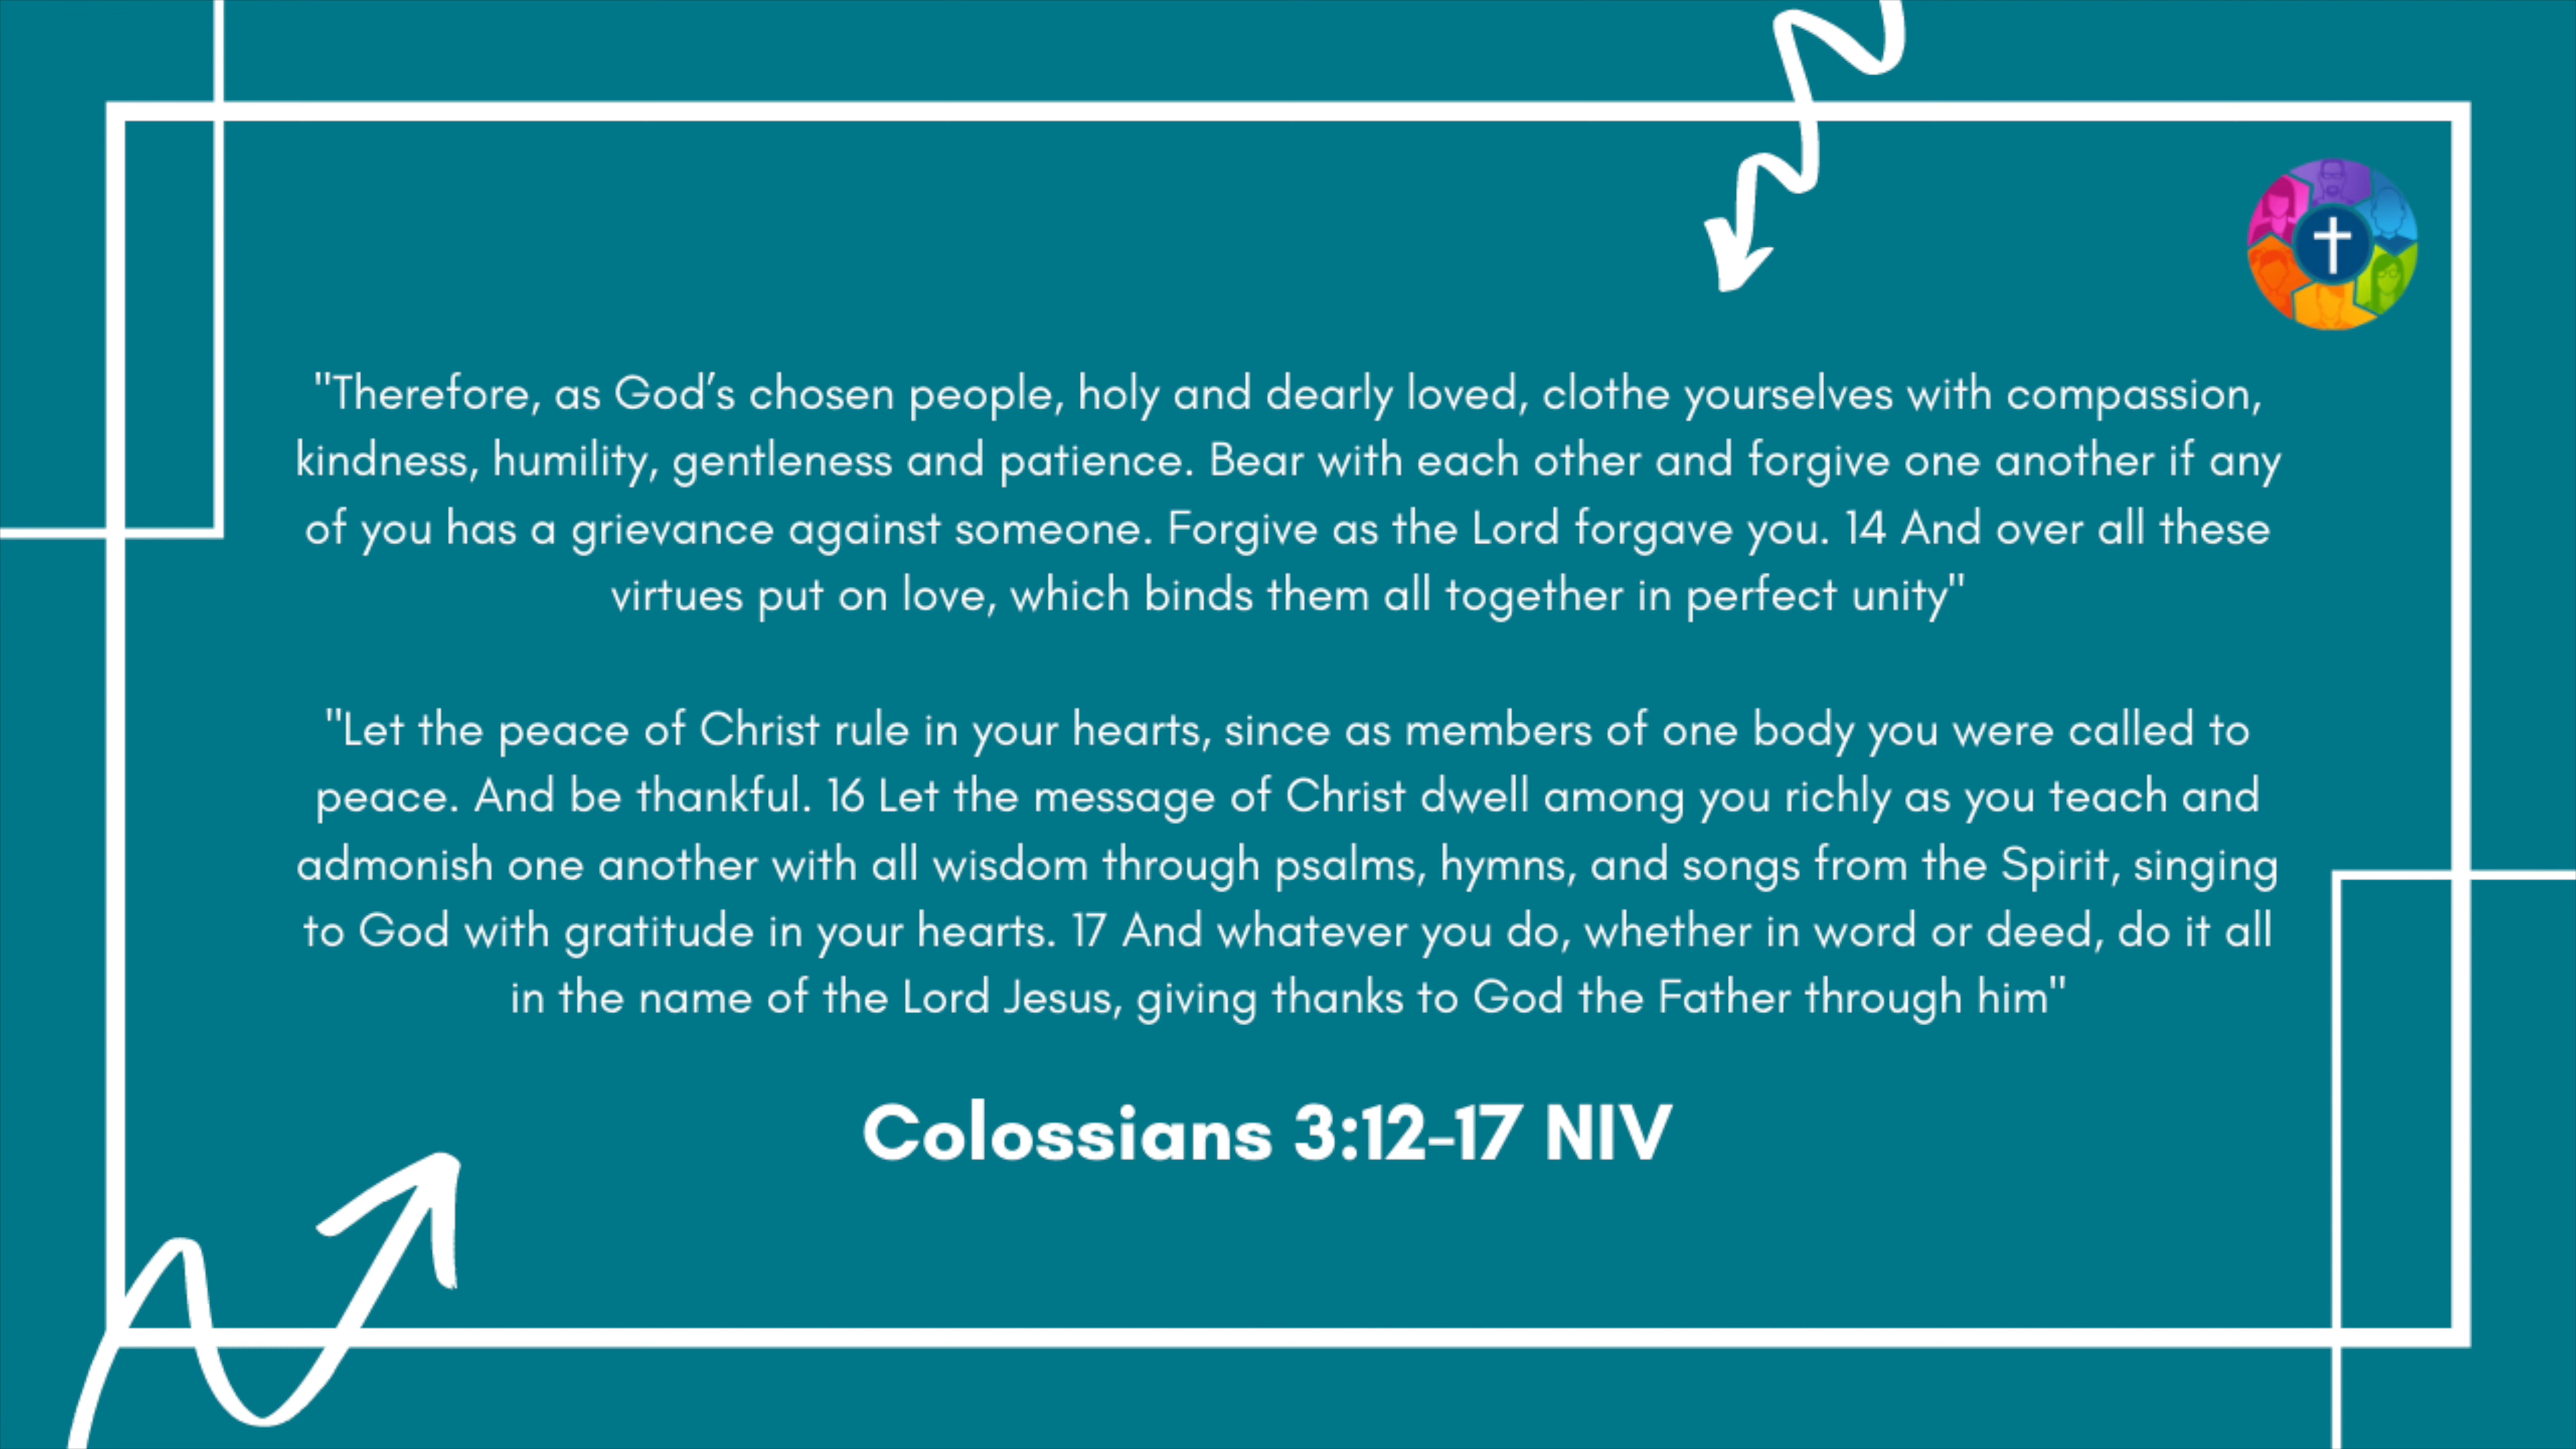 "Therefore, as God’s chosen people, holy and dearly loved, clothe yourselves with compassion,
kindness, humility, gentleness and patience. Bear with each other and forgive one another if any
of you has a grievance against someone. Forgive as the Lord forgave you. 14 And over all these
virtues put on love, which binds them all together in perfect unity"
"Let the peace of Christ rule in your hearts, since as members of one body you were called to
peace. And be thankful. 16 Let the message of Christ dwell among you richly as you teach and
admonish one another with all wisdom through psalms, hymns, and songs from the Spirit, singing
to God with gratitude in your hearts. 17 And whatever you do, whether in word or deed, do it all
in the name of the Lord Jesus, giving thanks to God the Father through him"
Colossians 3:12-17 NIV